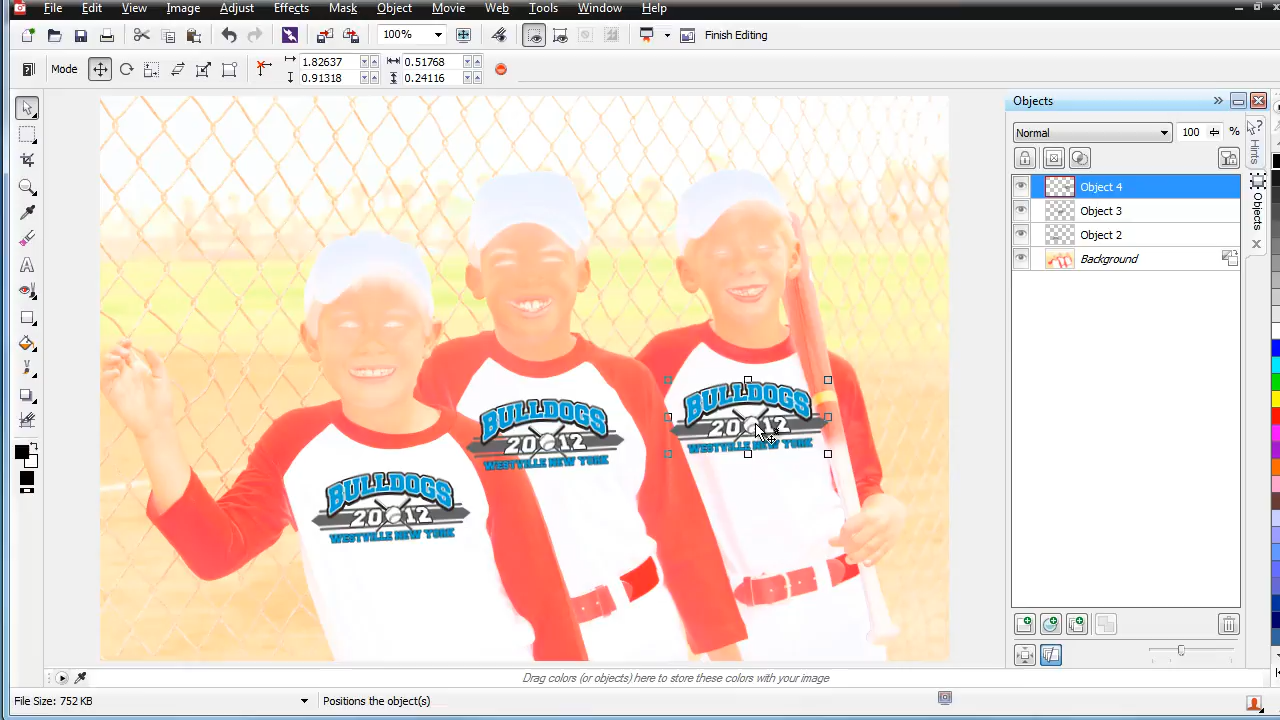 File Edit View Image Adjust Effects Mask Object Movie Web Tools Window Help
100% Finish Editing
Mode 1.82637 0.51768
0.91318 0.24116
Objects
Normal 100 %
Object 4
Object 3
Object 2
Background
Hints
Objects
BULLDOGS
2012
WESTVILLE NEW YORK
BULLDOGS
2012
WESTVILLE NEW YORK
BULLDOGS
2012
WESTVILLE NEW YORK
Drag colors (or objects) here to store these colors with your image
File Size: 752 KB Positions the object(s)